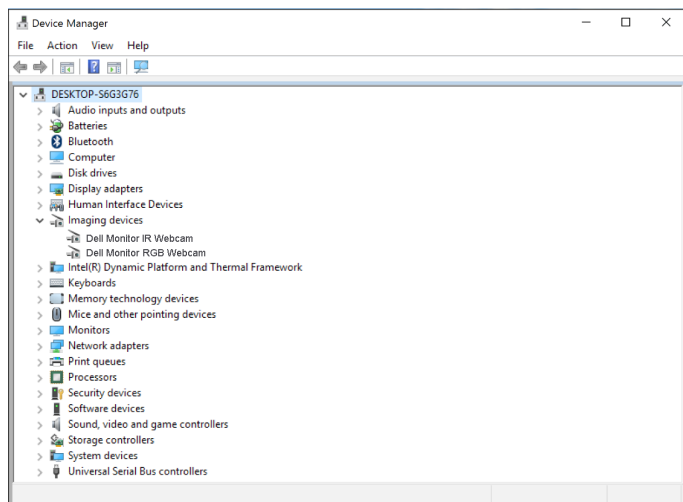 Device Manager
File Action View Help
DESKTOP-S6G3G76
Audio inputs and outputs
Batteries
Bluetooth
Computer
Disk drives
Display adapters
Human Interface Devices
Imaging devices
Dell Monitor IR Webcam
Dell Monitor RGB Webcam
Intel(R) Dynamic Platform and Thermal Framework
Keyboards
Memory technology devices
Mice and other pointing devices
Monitors
Network adapters
Print queues
Processors
Security devices
Software devices
Sound, video and game controllers
Storage controllers
System devices
Universal Serial Bus controllers